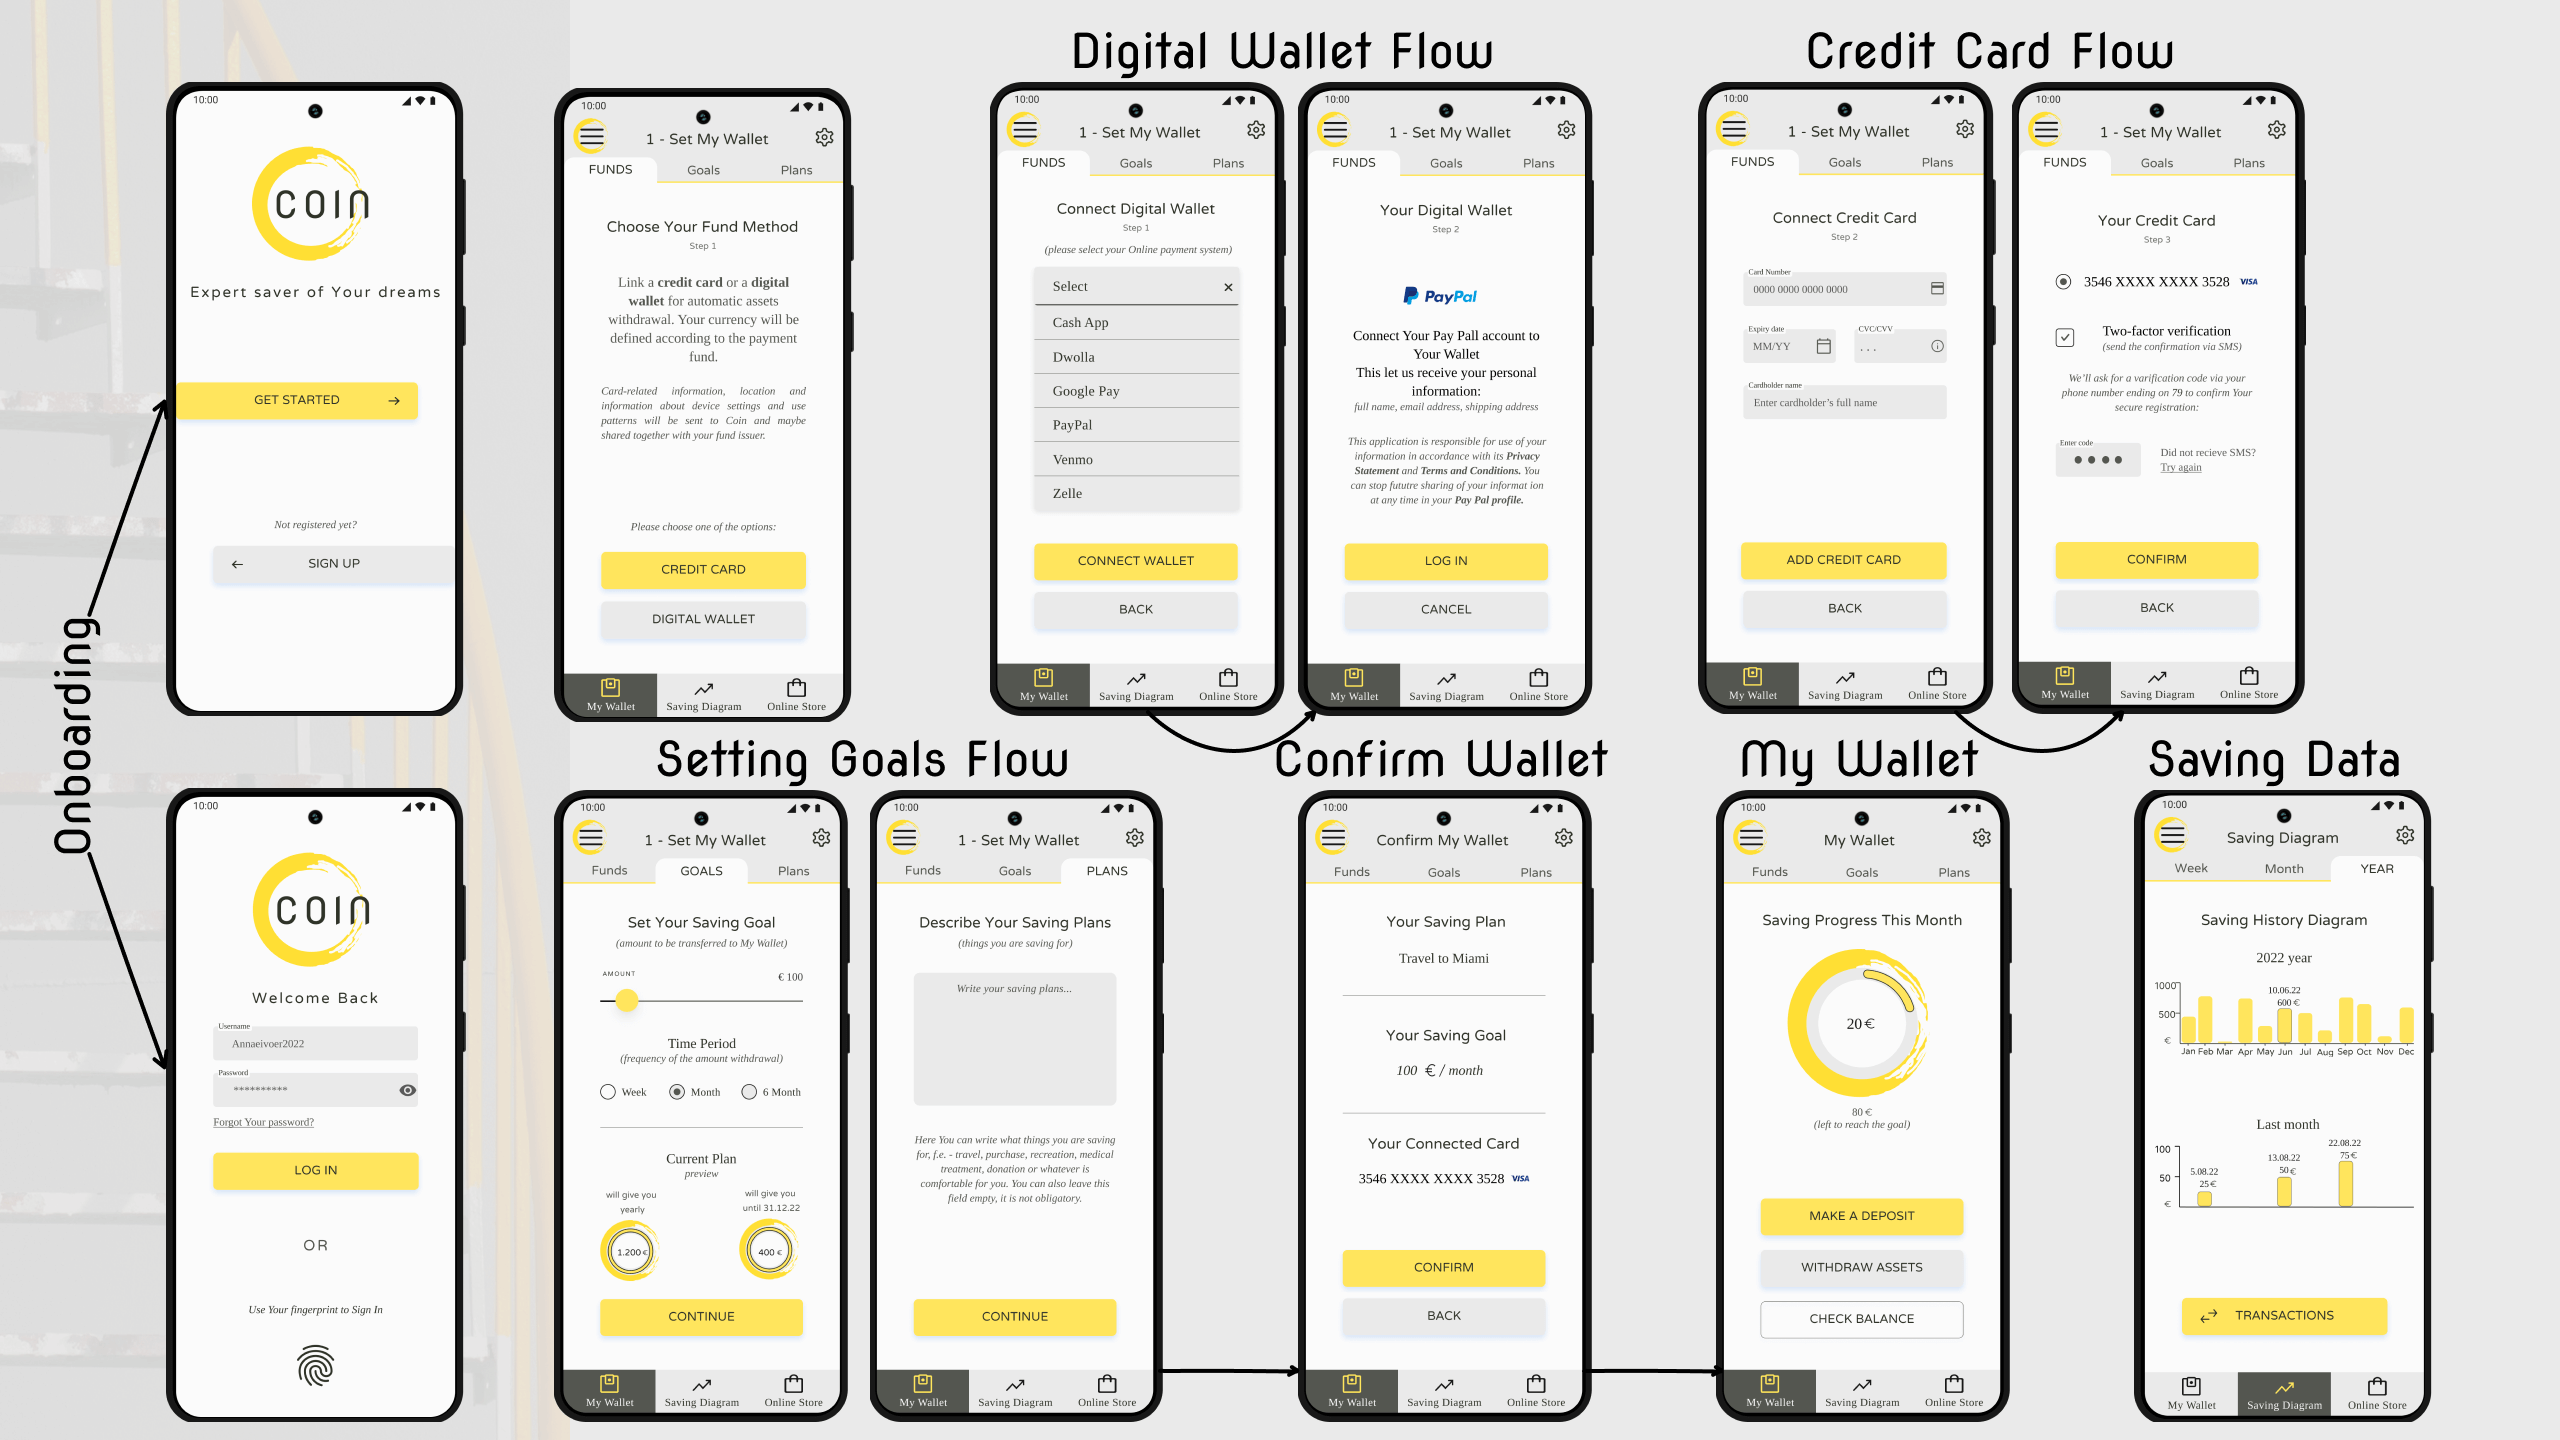 Digital Wallet Flow
Credit Card Flow
Onboarding
10:00
coin
Expert saver of Your dreams
GET STARTED
Not registered yet?
SIGN UP
10:00
1 - Set My Wallet
FUNDS Goals Plans
Choose Your Fund Method
Step 1
Link a credit card or a digital
wallet for automatic assets
withdrawal. Your currency will be
defined according to the payment
fund.
Card-related information, location and
information about device settings and use
patterns will be sent to Coin and maybe
shared together with your fund issuer.
Please choose one of the options:
CREDIT CARD
DIGITAL WALLET
My Wallet Saving Diagram Online Store
10:00
1 - Set My Wallet
FUNDS Goals Plans
Connect Digital Wallet
Step 1
(please select your Online payment system)
Select
Cash App
Dwolla
Google Pay
PayPal
Venmo
Zelle
CONNECT WALLET
BACK
My Wallet Saving Diagram Online Store
10:00
1 - Set My Wallet
FUNDS Goals Plans
Your Digital Wallet
Step 2
PayPal
Connect Your Pay Pall account to
Your Wallet
This let us receive your personal
information:
full name, email address, shipping address
This application is responsible for use of your
information in accordance with its Privacy
Statement and Terms and Conditions. You
can stop fututre sharing of your informat ion
at any time in your Pay Pal profile.
LOG IN
CANCEL
My Wallet Saving Diagram Online Store
10:00
1 - Set My Wallet
FUNDS Goals Plans
Connect Credit Card
Step 2
Card Number
0000 0000 0000 0000
Expiry date CVC/CVV
MM/YY . . .
Cardholder name
Enter cardholder's full name
ADD CREDIT CARD
BACK
My Wallet Saving Diagram Online Store
10:00
1 - Set My Wallet
FUNDS Goals Plans
Your Credit Card
Step 3
3546 XXXX XXXX 3528 VISA
Two-factor verification
(send the confirmation via SMS)
We'll ask for a varification code via your
phone number ending on 79 to confirm Your
secure registration:
Enter code
Did not recieve SMS?
Try again
CONFIRM
BACK
My Wallet Saving Diagram Online Store
Setting Goals Flow
Confirm Wallet
My Wallet
Saving Data
10:00
coin
Welcome Back
Username
Annaeivoer2022
Password
**********
Forgot Your password?
LOG IN
OR
Use Your fingerprint to Sign In
10:00
1 - Set My Wallet
Funds GOALS Plans
Set Your Saving Goal
(amount to be transferred to My Wallet)
AMOUNT € 100
Time Period
(frequency of the amount withdrawal)
Week Month 6 Month
Current Plan
preview
will give you
yearly
will give you
until 31.12.22
1.200 €
400 €
CONTINUE
My Wallet Saving Diagram Online Store
10:00
1 - Set My Wallet
Funds Goals PLANS
Describe Your Saving Plans
(things you are saving for)
Write your saving plans...
Here You can write what things you are saving
for, f.e. - travel, purchase, recreation, medical
treatment, donation or whatever is
comfortable for you. You can also leave this
field empty, it is not obligatory.
CONTINUE
My Wallet Saving Diagram Online Store
10:00
Confirm My Wallet
Funds Goals Plans
Your Saving Plan
Travel to Miami
Your Saving Goal
100 € / month
Your Connected Card
3546 XXXX XXXX 3528 VISA
CONFIRM
BACK
My Wallet Saving Diagram Online Store
10:00
My Wallet
Funds Goals Plans
Saving Progress This Month
20 €
80 €
(left to reach the goal)
MAKE A DEPOSIT
WITHDRAW ASSETS
CHECK BALANCE
My Wallet Saving Diagram Online Store
10:00
Saving Diagram
Week Month YEAR
Saving History Diagram
2022 year
1000
500
€
10.06.22
600 €
Jan Feb Mar Apr May Jun Jul Aug Sep Oct Nov Dec
Last month
100
50
€
5.08.22
25 €
13.08.22
50 €
22.08.22
75 €
TRANSACTIONS
My Wallet Saving Diagram Online Store